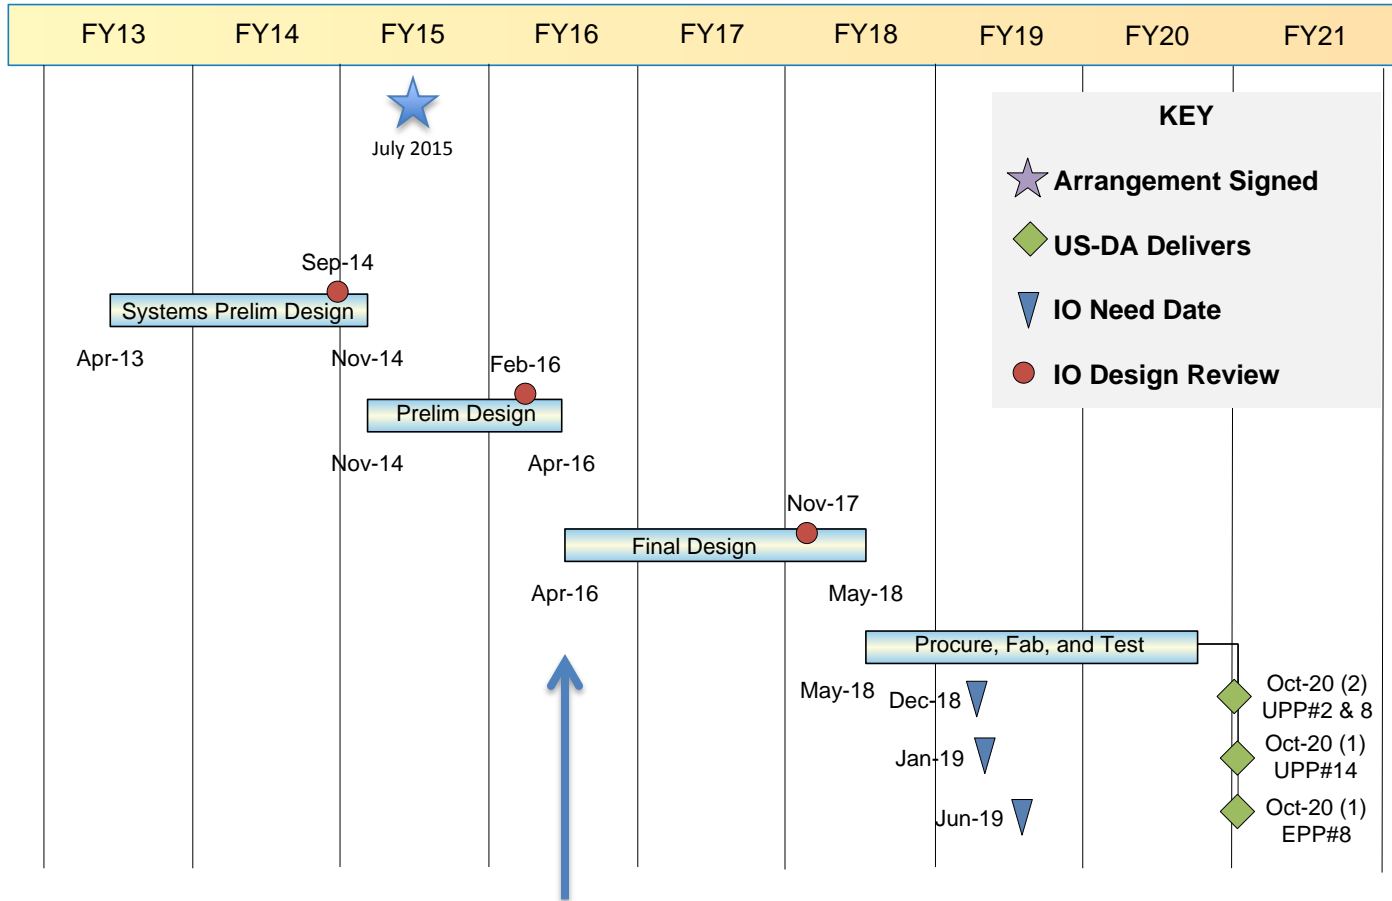 FY13 FY14 FY15 FY16 FY17 FY18 FY19 FY20 FY21
July 2015
KEY
Arrangement Signed
US-DA Delivers
IO Need Date
IO Design Review
Sep-14
Systems Prelim Design
Apr-13 Nov-14
Feb-16
Prelim Design
Nov-14 Apr-16
Nov-17
Final Design
Apr-16 May-18
Procure, Fab, and Test
May-18
Dec-18
Oct-20 (2)
UPP#2 & 8
Jan-19
Oct-20 (1)
UPP#14
Jun-19
Oct-20 (1)
EPP#8